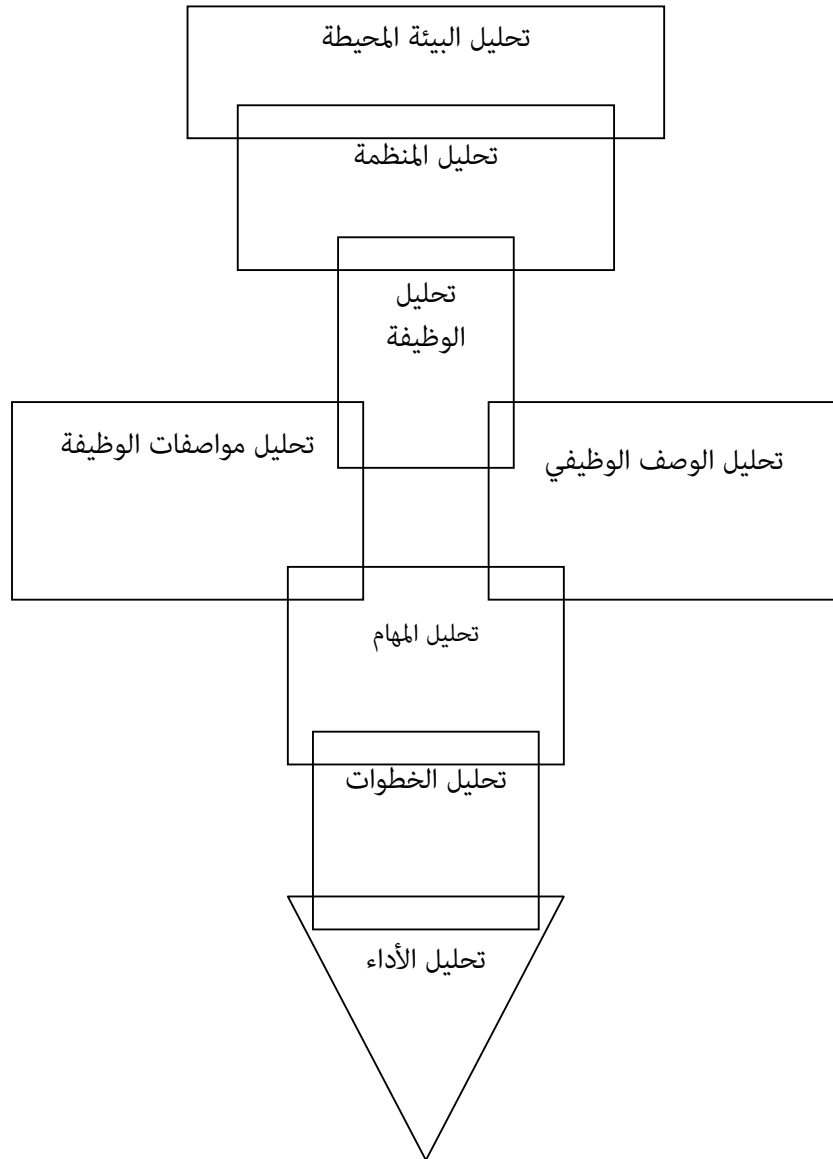 تحليل البيئة المحيطة
تحليل المنظمة
تحليل
الوظيفة
تحليل الوصف الوظيفي
تحليل مواصفات الوظيفة
تحليل المهام
تحليل الخطوات
تحليل الأداء